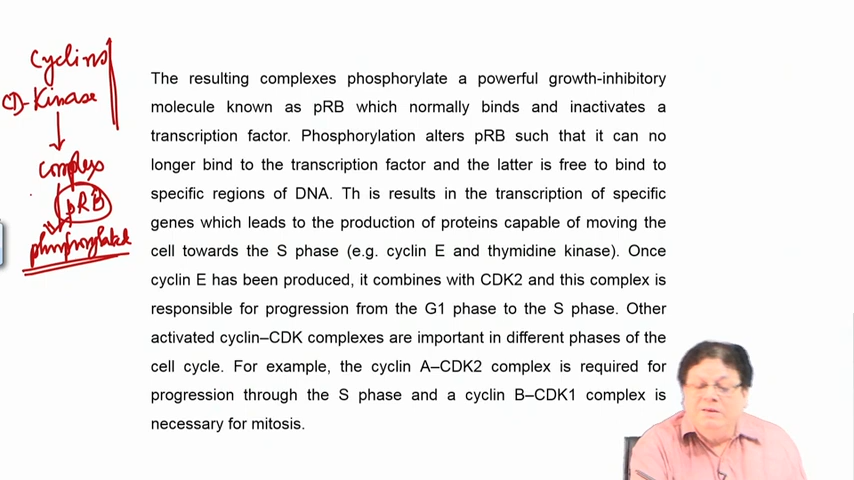 Cyclins
CD-Kinase
complex
pRB
phosphorylated
The resulting complexes phosphorylate a powerful growth-inhibitory
molecule known as pRB which normally binds and inactivates a
transcription factor. Phosphorylation alters pRB such that it can no
longer bind to the transcription factor and the latter is free to bind to
specific regions of DNA. Th is results in the transcription of specific
genes which leads to the production of proteins capable of moving the
cell towards the S phase (e.g. cyclin E and thymidine kinase). Once
cyclin E has been produced, it combines with CDK2 and this complex is
responsible for progression from the G1 phase to the S phase. Other
activated cyclin–CDK complexes are important in different phases of the
cell cycle. For example, the cyclin A–CDK2 complex is required for
progression through the S phase and a cyclin B–CDK1 complex is
necessary for mitosis.